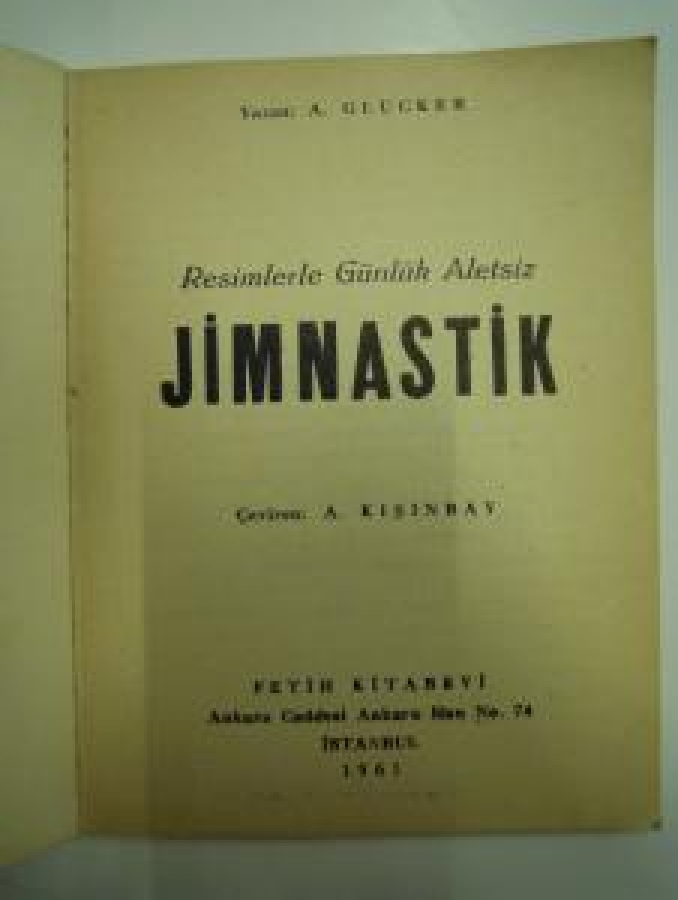 Yazan: A. GLUCKER
Resimlerle Günlük Aletsiz
JİMNASTİK
Çeviren: A. KIŞINBAY
FETİH KİTABEVİ
Ankara Caddesi Ankara Han No. 74
İSTANBUL
1961